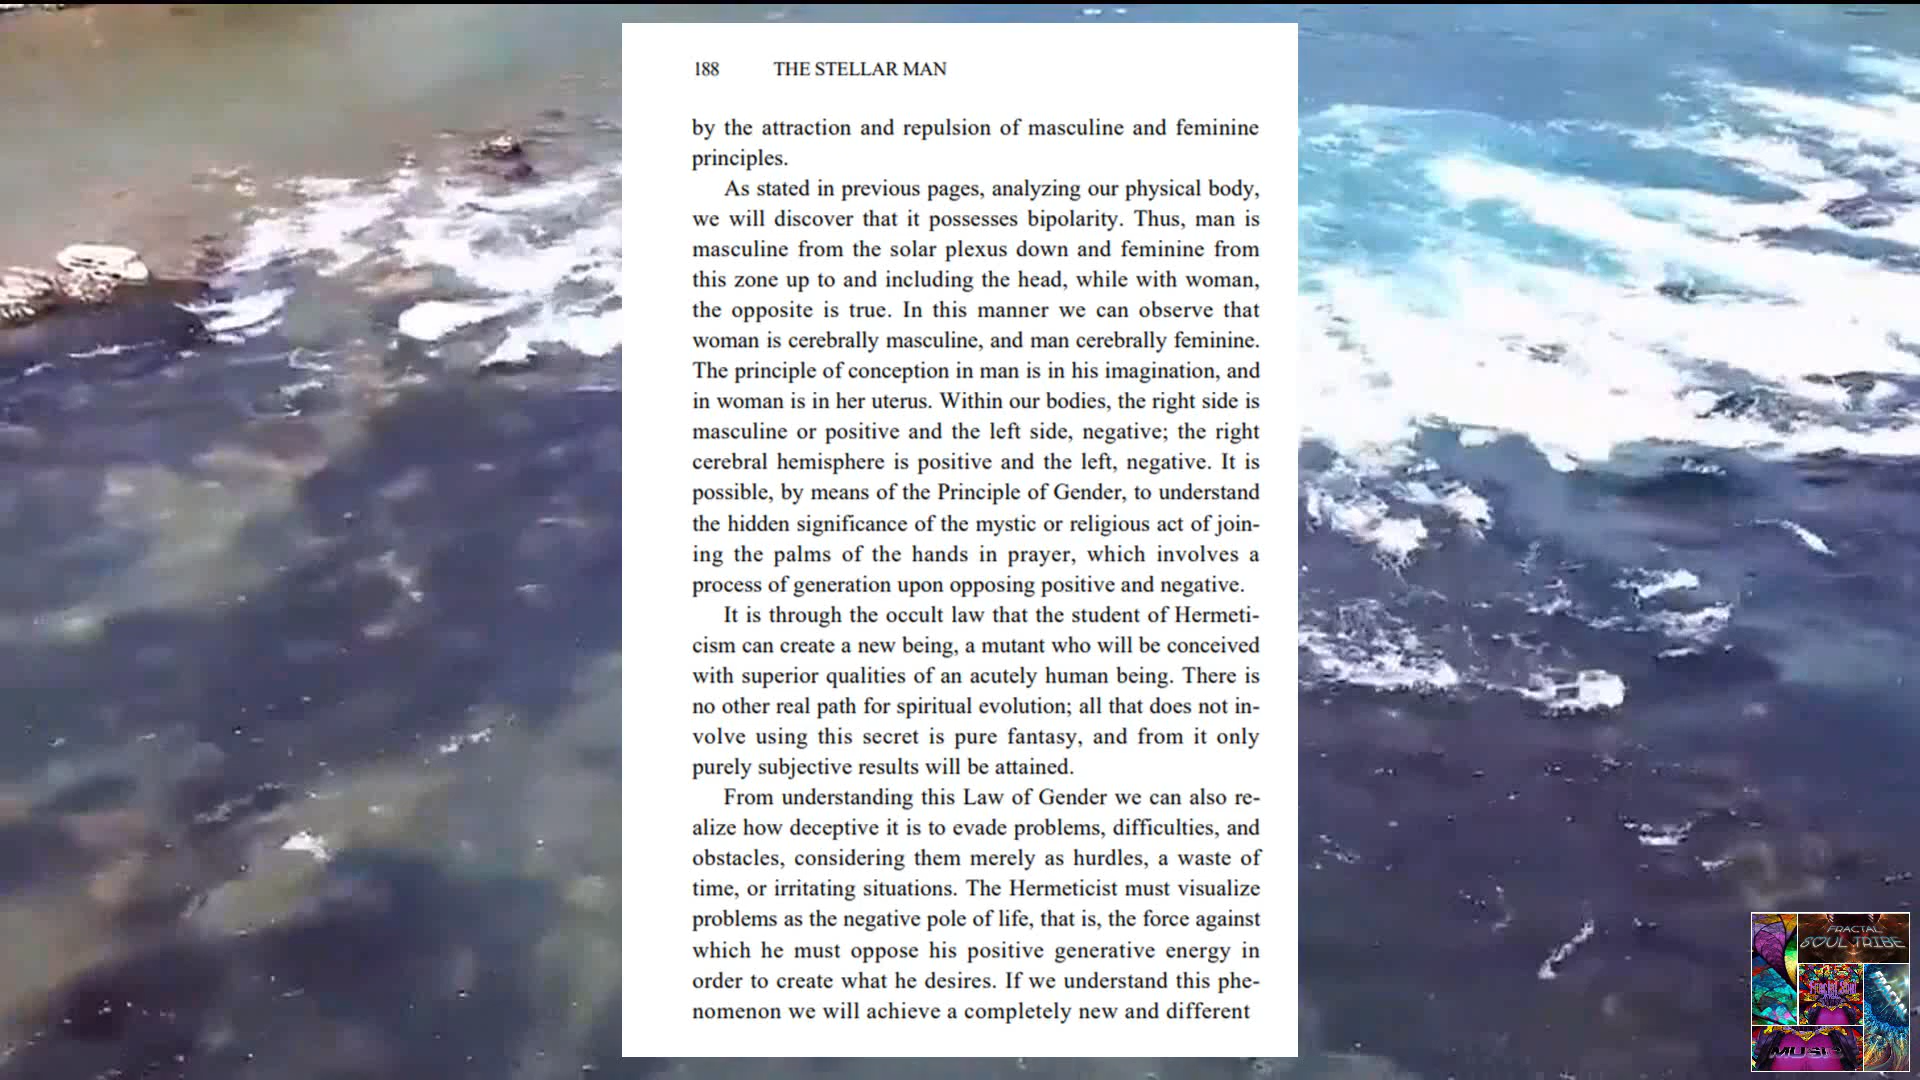 188 THE STELLAR MAN
by the attraction and repulsion of masculine and feminine
principles.
As stated in previous pages, analyzing our physical body,
we will discover that it possesses bipolarity. Thus, man is
masculine from the solar plexus down and feminine from
this zone up to and including the head, while with woman,
the opposite is true. In this manner we can observe that
woman is cerebrally masculine, and man cerebrally feminine.
The principle of conception in man is in his imagination, and
in woman is in her uterus. Within our bodies, the right side is
masculine or positive and the left side, negative; the right
cerebral hemisphere is positive and the left, negative. It is
possible, by means of the Principle of Gender, to understand
the hidden significance of the mystic or religious act of join-
ing the palms of the hands in prayer, which involves a
process of generation upon opposing positive and negative.
It is through the occult law that the student of Hermeti-
cism can create a new being, a mutant who will be conceived
with superior qualities of an acutely human being. There is
no other real path for spiritual evolution; all that does not in-
volve using this secret is pure fantasy, and from it only
purely subjective results will be attained.
From understanding this Law of Gender we can also re-
alize how deceptive it is to evade problems, difficulties, and
obstacles, considering them merely as hurdles, a waste of
time, or irritating situations. The Hermeticist must visualize
problems as the negative pole of life, that is, the force against
which he must oppose his positive generative energy in
order to create what he desires. If we understand this phe-
nomenon we will achieve a completely new and different
FRACTAL
SOUL TRIBE
Fractal Soul
MUSIC